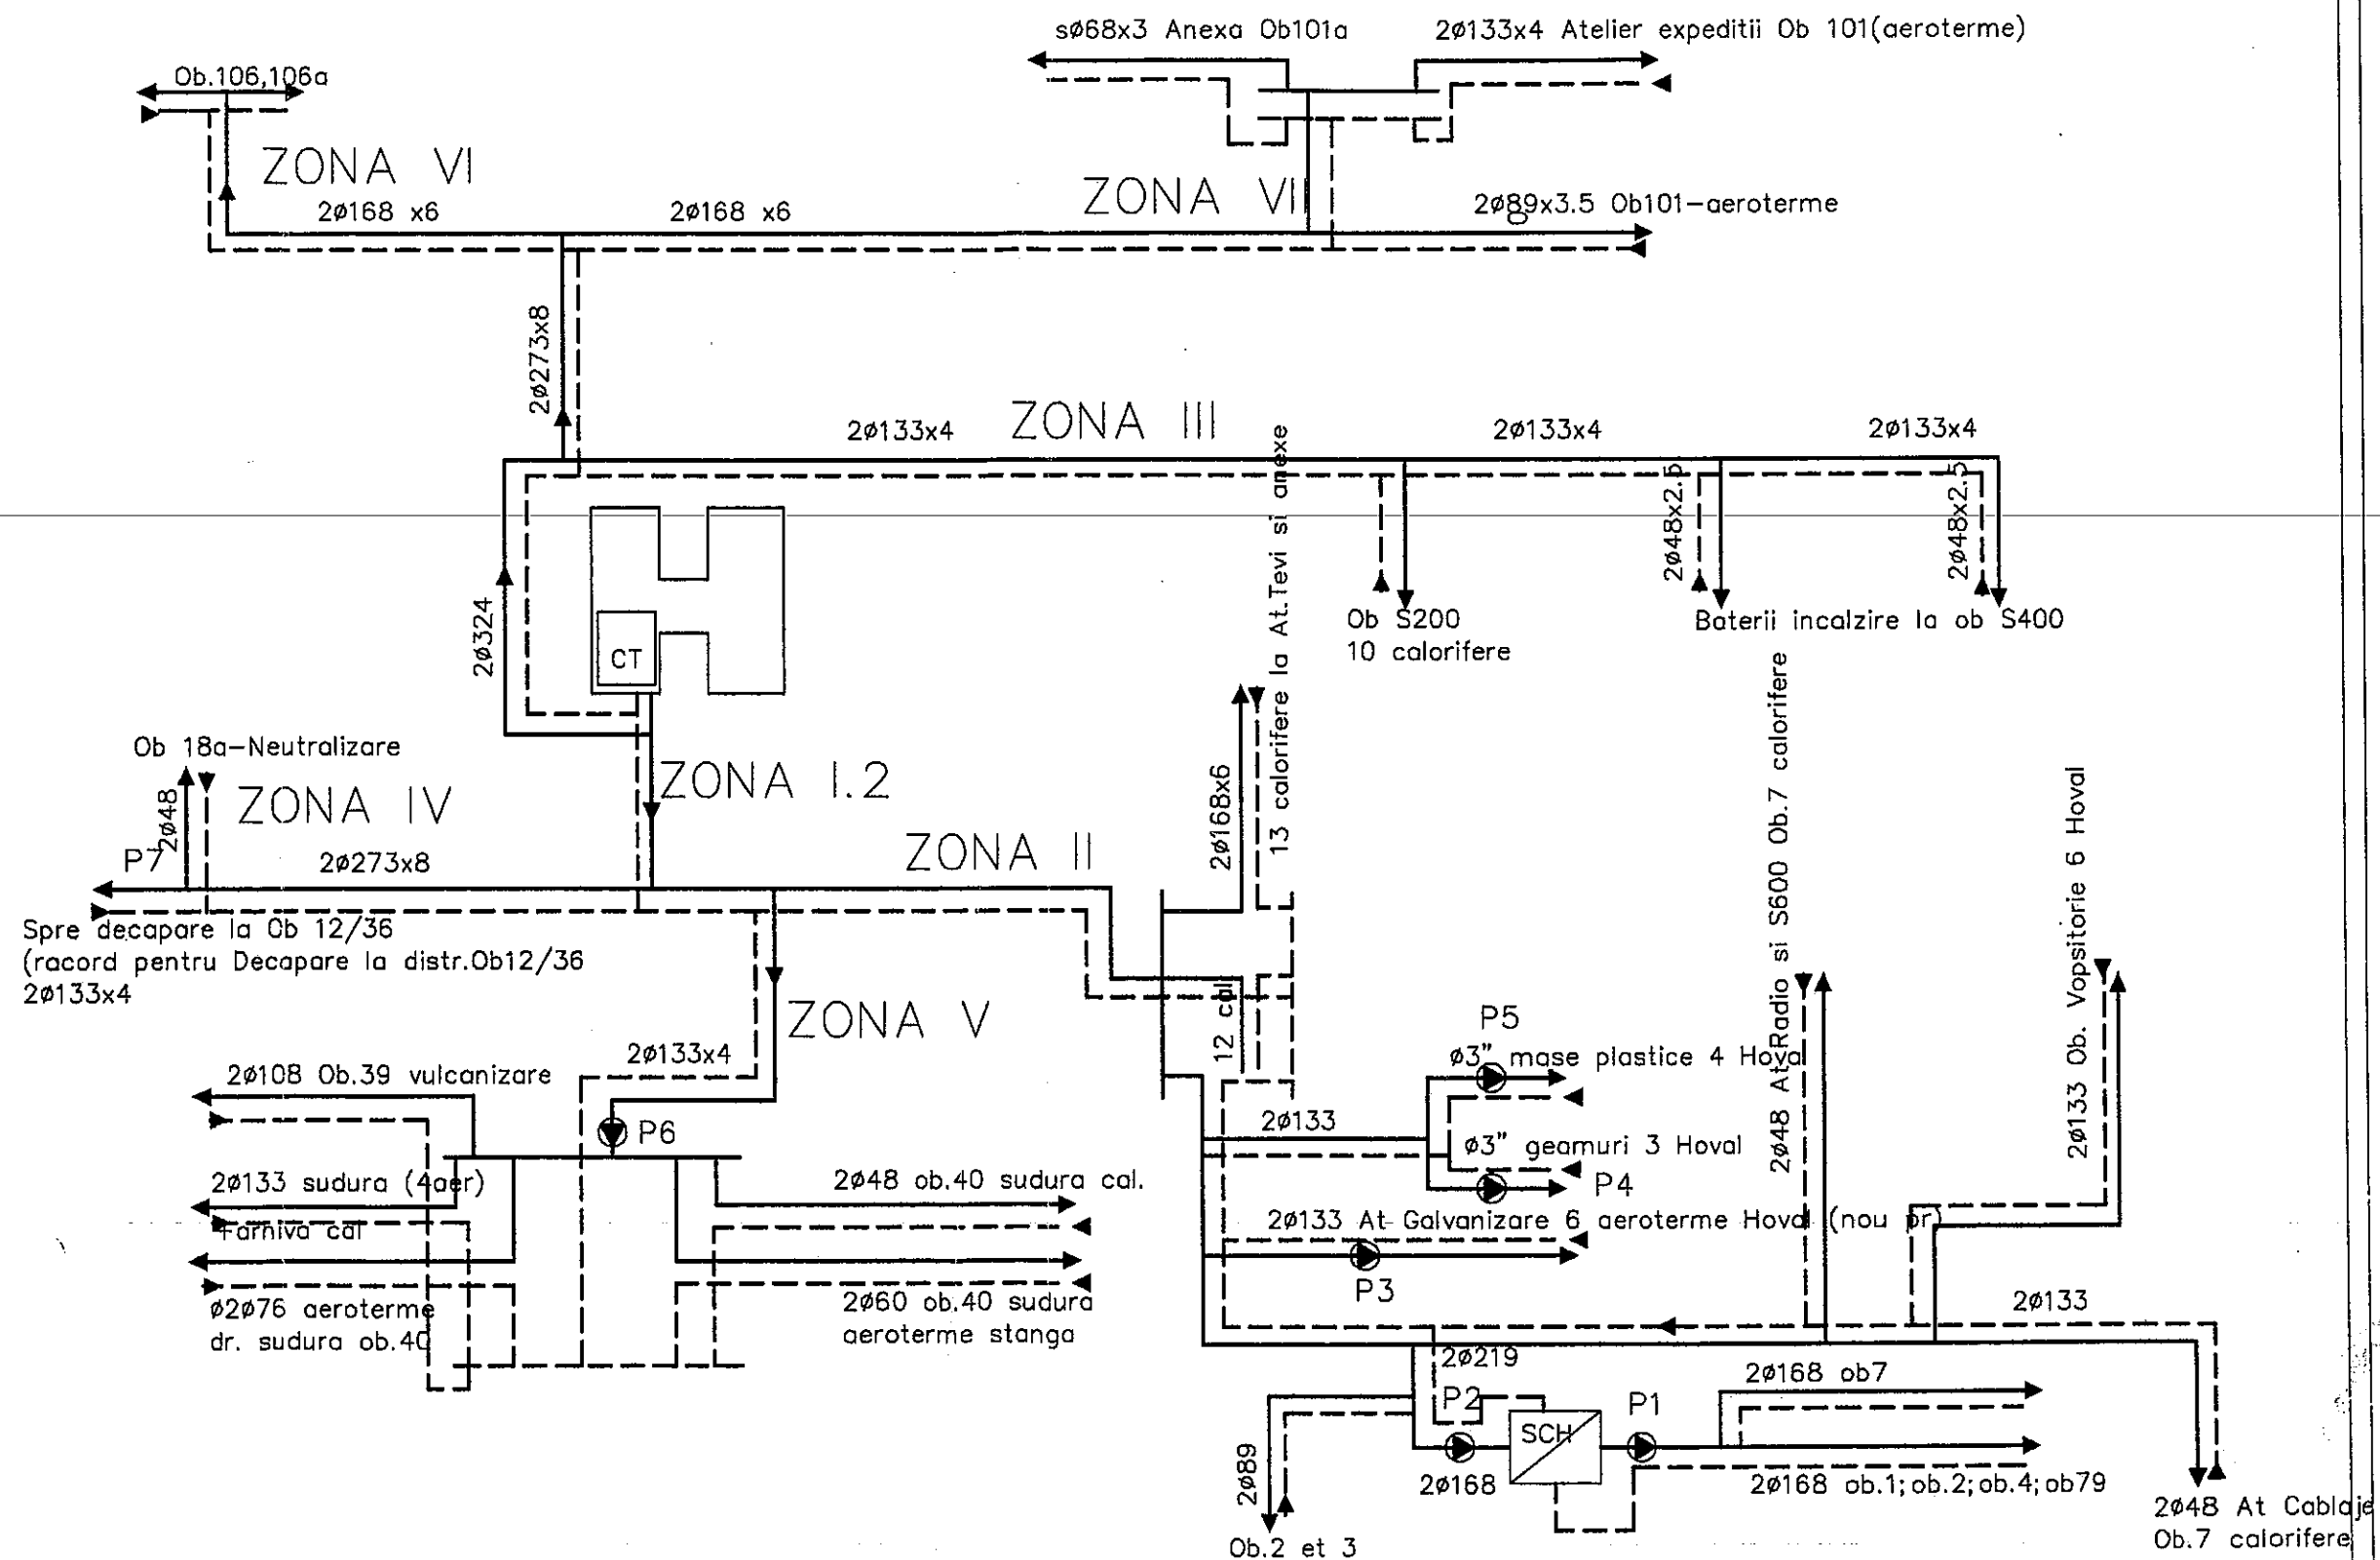 sø68x3 Anexa Ob101a
2ø133x4 Atelier expeditii Ob 101(aeroterme)
Ob.106,106a
ZONA VI
ZONA VII
2ø168 x6
2ø168 x6
2ø89x3.5 Ob101-aeroterme
2ø273x8
2ø133x4
ZONA III
2ø133x4
2ø133x4
2ø48x2.5
2ø48x2.5
2ø324
CT
Ob S200
10 calorifere
Baterii incalzire la ob S400
13 calorifere la At.Tevi si anexe
2ø168x6
Ob 18a-Neutralizare
2ø48
ZONA IV
ZONA I.2
P7
2ø273x8
ZONA II
Spre decapare la Ob 12/36
(racord pentru Decapare la distr.Ob12/36
2ø133x4
ZONA V
12 cal
2ø48 At.Radio si S600 Ob.7 calorifere
2ø133 Ob. Vopsitorie 6 Hoval
P5
ø3" mase plastice 4 Hoval
2ø133x4
2ø108 Ob.39 vulcanizare
P6
2ø133
ø3" geamuri 3 Hoval
P4
2ø133 sudura (4aer)
+arhiva cal
2ø48 ob.40 sudura cal.
2ø133 At Galvanizare 6 aeroterme Hoval (nou pr)
P3
ø2ø76 aeroterme
dr. sudura ob.40
2ø60 ob.40 sudura
aeroterme stanga
2ø133
2ø219
2ø168 ob7
P2
SCH
P1
2ø89
2ø168
2ø168 ob.1;ob.2;ob.4;ob79
2ø48 At Cablaje
Ob.7 calorifere
Ob.2 et 3